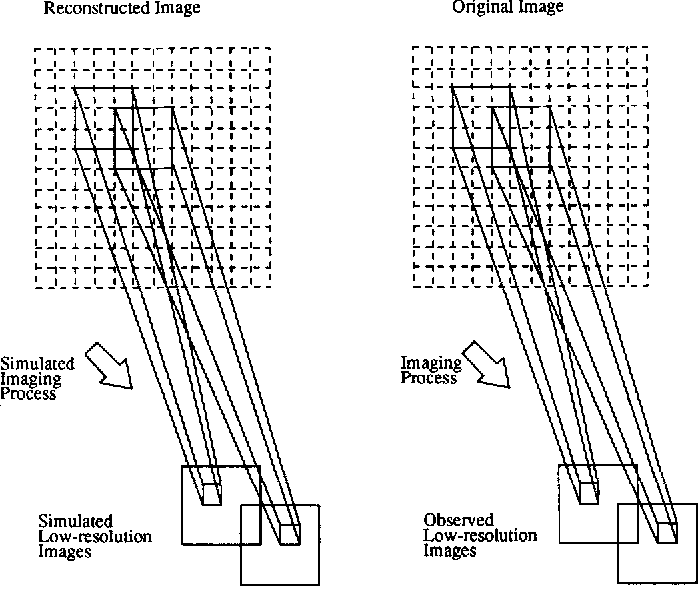 Reconstructed Image
Original Image
Simulated
Imaging
Process
Imaging
Process
Simulated
Low-resolution
Images
Observed
Low-resolution
Images